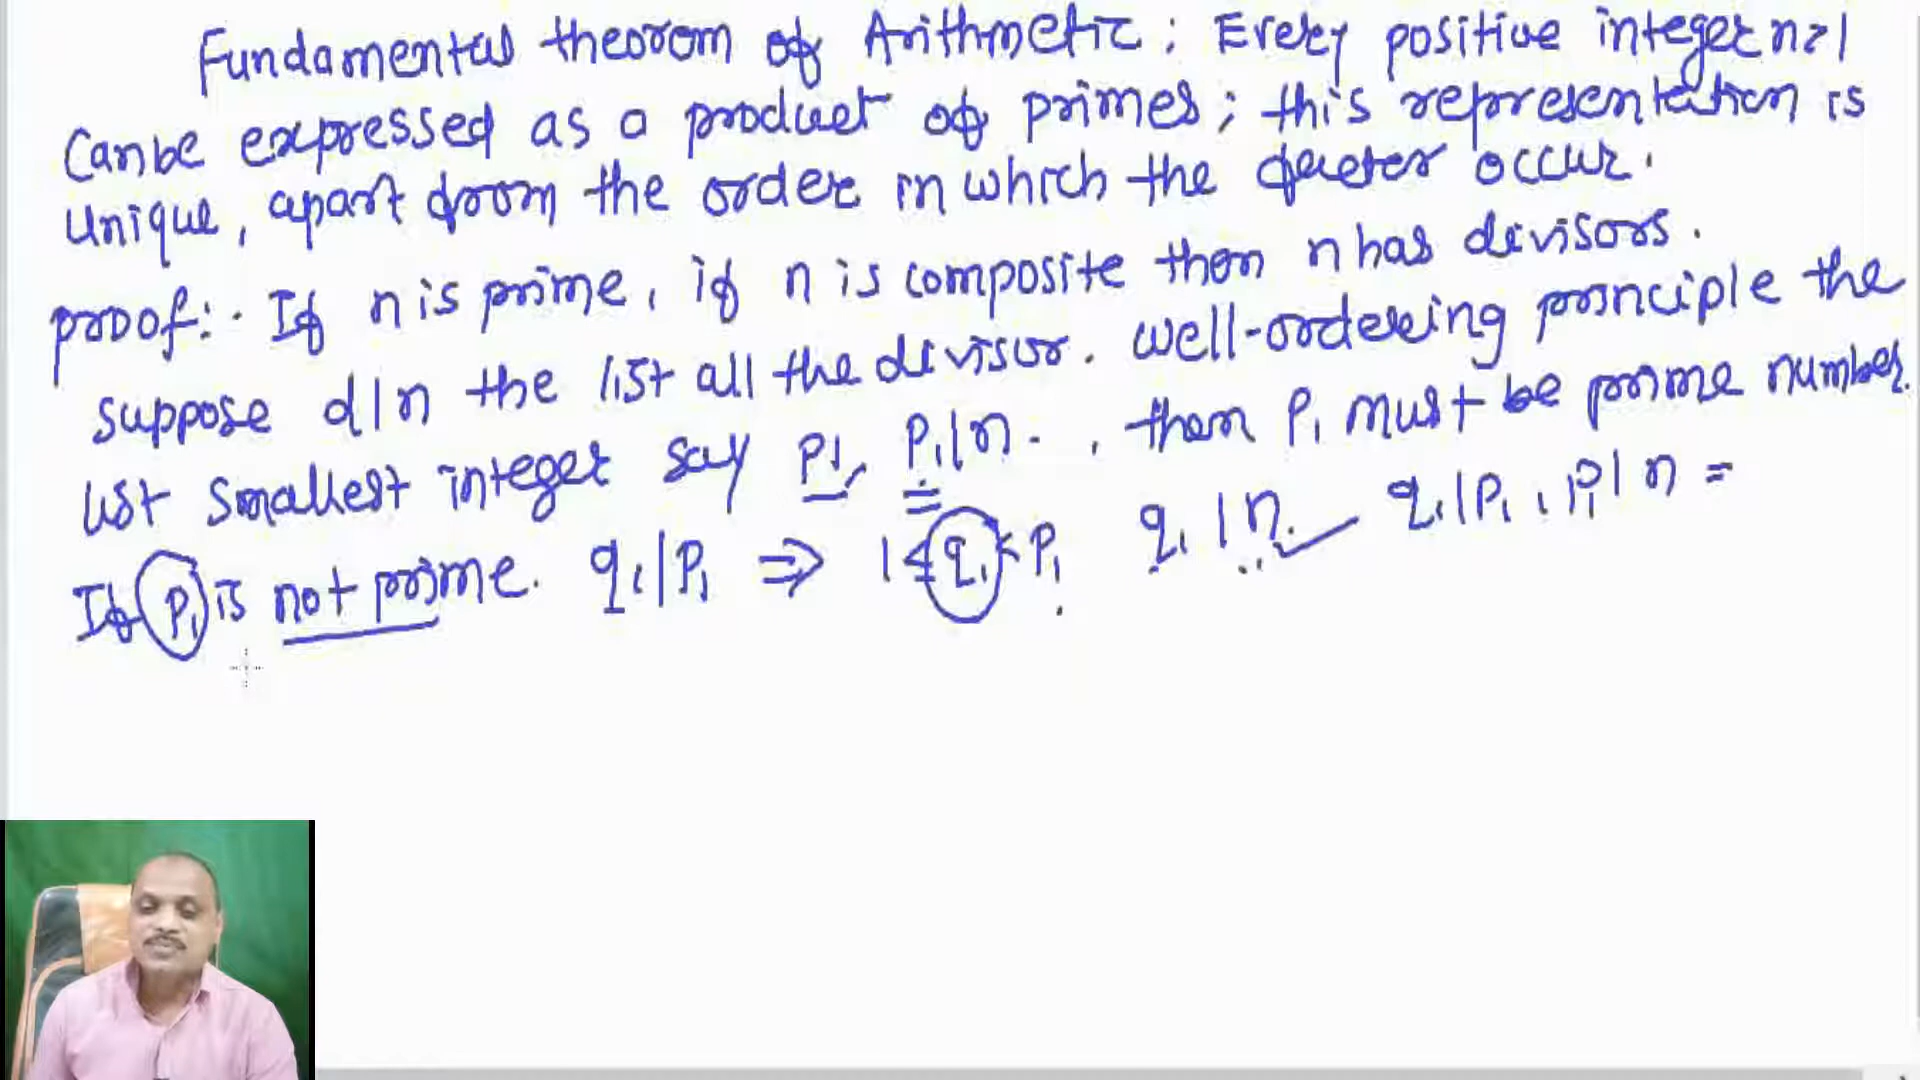 Fundamental theorem of Arithmetic : Every positive integer n>1
Can be expressed as a product of primes ; this representation is
Unique, apart from the order in which the factor occur.
proof:- If n is prime, if n is composite then n has divisors.
suppose d|n the list all the divisor. well-ordering principle the
list smallest integer say P1, P1|n. , then P1 must be prime number.
If P1 is not prime. q1|P1 ⇒ 1<q1<P1 q1|n. q1|P1, P1|n =